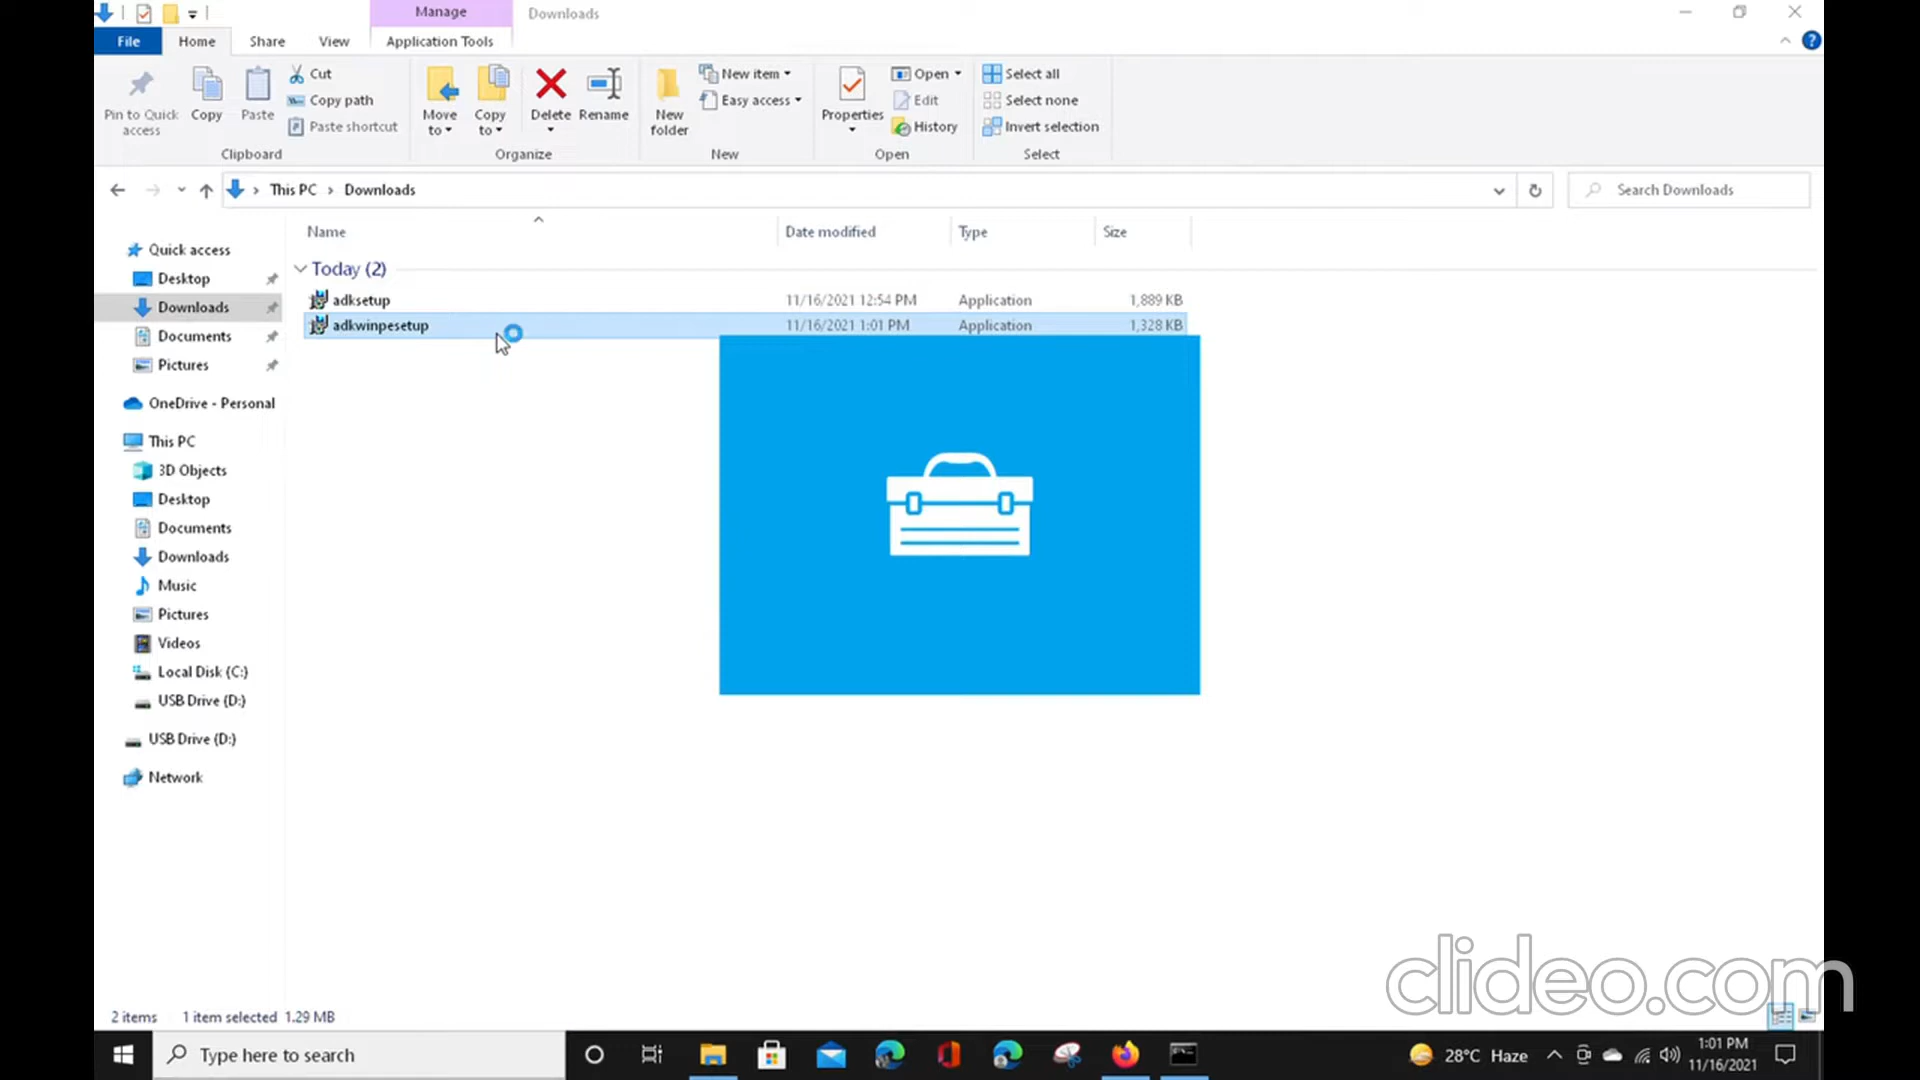 Manage
Downloads
File
Home
Share
View
Application Tools
Pin to Quick access
Copy
Paste
Cut
Copy path
Paste shortcut
Clipboard
Move to
Copy to
Delete
Rename
Organize
New folder
New item
Easy access
New
Properties
Open
Edit
History
Open
Select all
Select none
Invert selection
Select
This PC
Downloads
Search Downloads
Name
Date modified
Type
Size
Today (2)
adksetup 11/16/2021 12:54 PM Application 1,889 KB
adkwinpesetup 11/16/2021 1:01 PM Application 1,328 KB
Quick access
Desktop
Downloads
Documents
Pictures
OneDrive - Personal
This PC
3D Objects
Desktop
Documents
Downloads
Music
Pictures
Videos
Local Disk (C:)
USB Drive (D:)
USB Drive (D:)
Network
clideo.com
2 items 1 item selected 1.29 MB
Type here to search
28°C Haze
1:01 PM
11/16/2021